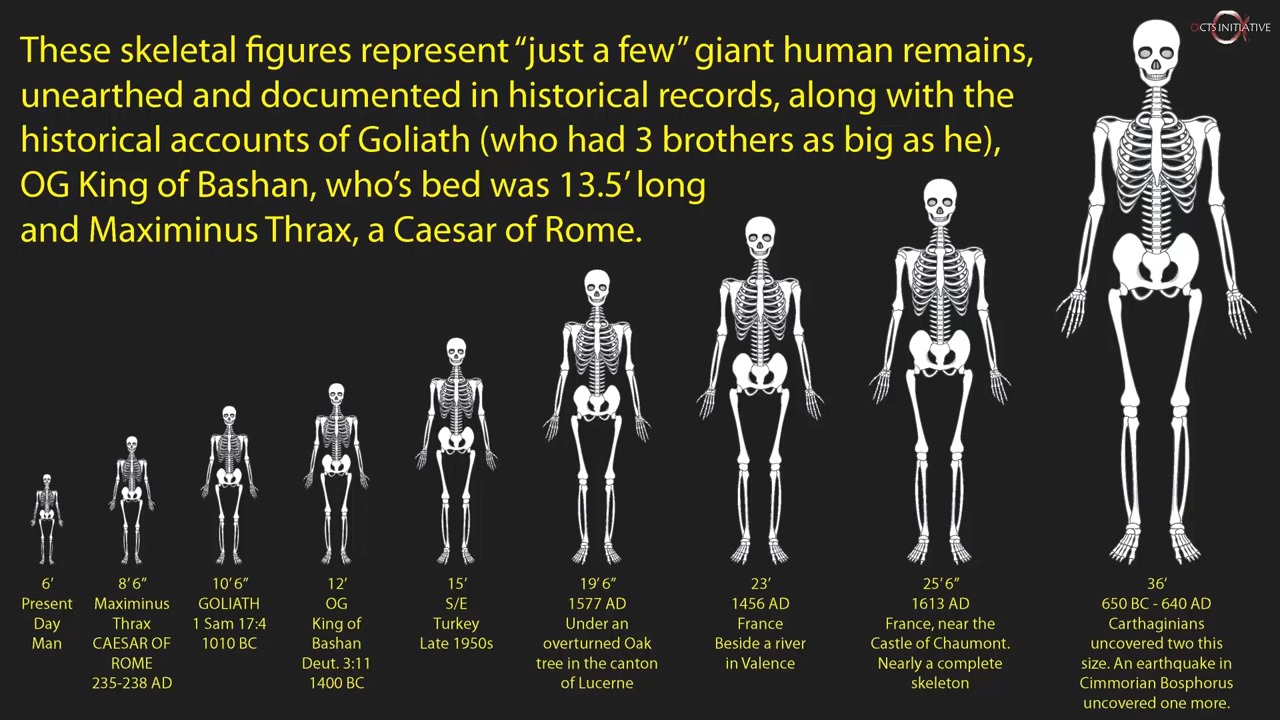 These skeletal figures represent “just a few” giant human remains,
unearthed and documented in historical records, along with the
historical accounts of Goliath (who had 3 brothers as big as he),
OG King of Bashan, who’s bed was 13.5’ long
and Maximinus Thrax, a Caesar of Rome.
ACTS INITIATIVE
6’
Present
Day
Man
8’ 6”
Maximinus
Thrax
CAESAR OF
ROME
235-238 AD
10’ 6”
GOLIATH
1 Sam 17:4
1010 BC
12’
OG
King of
Bashan
Deut. 3:11
1400 BC
15’
S/E
Turkey
Late 1950s
19’ 6”
1577 AD
Under an
overturned Oak
tree in the canton
of Lucerne
23’
1456 AD
France
Beside a river
in Valence
25’ 6”
1613 AD
France, near the
Castle of Chaumont.
Nearly a complete
skeleton
36’
650 BC - 640 AD
Carthaginians
uncovered two this
size. An earthquake in
Cimmorian Bosphorus
uncovered one more.